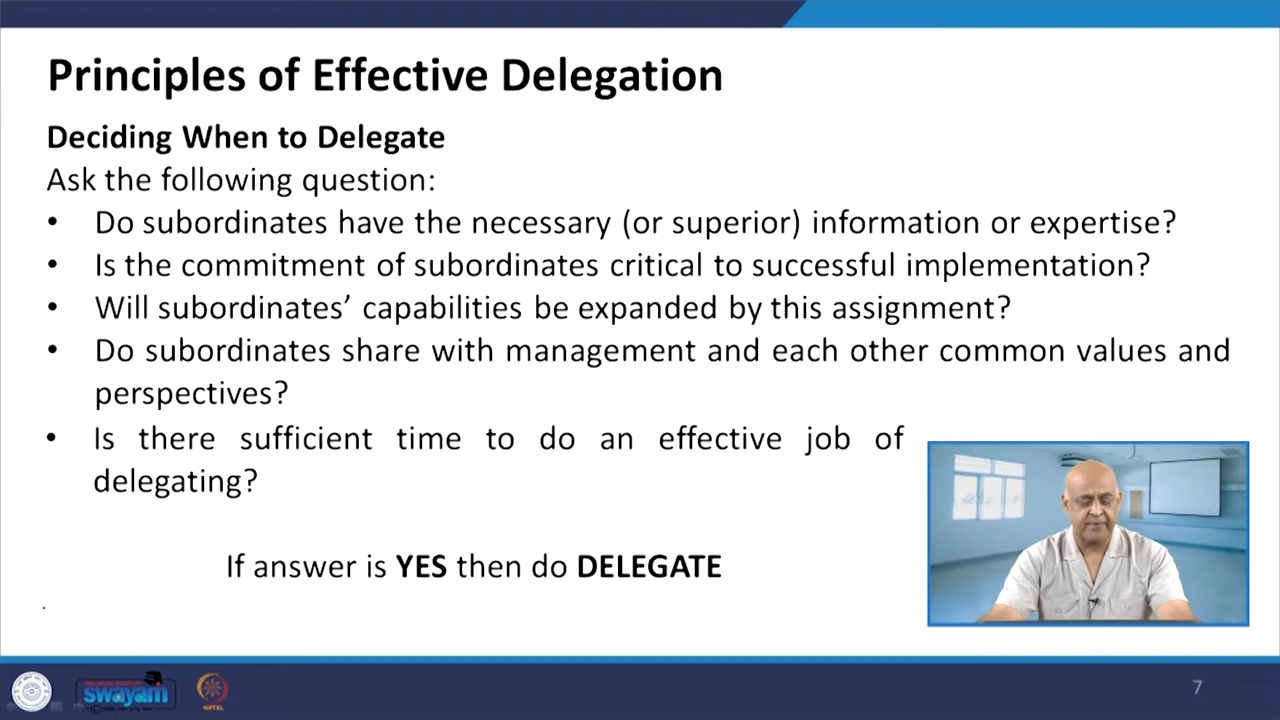 Principles of Effective Delegation
Deciding When to Delegate
Ask the following question:
• Do subordinates have the necessary (or superior) information or expertise?
• Is the commitment of subordinates critical to successful implementation?
• Will subordinates’ capabilities be expanded by this assignment?
• Do subordinates share with management and each other common values and
perspectives?
• Is there sufficient time to do an effective job of
delegating?
If answer is YES then do DELEGATE
swayam
NPTEL
7